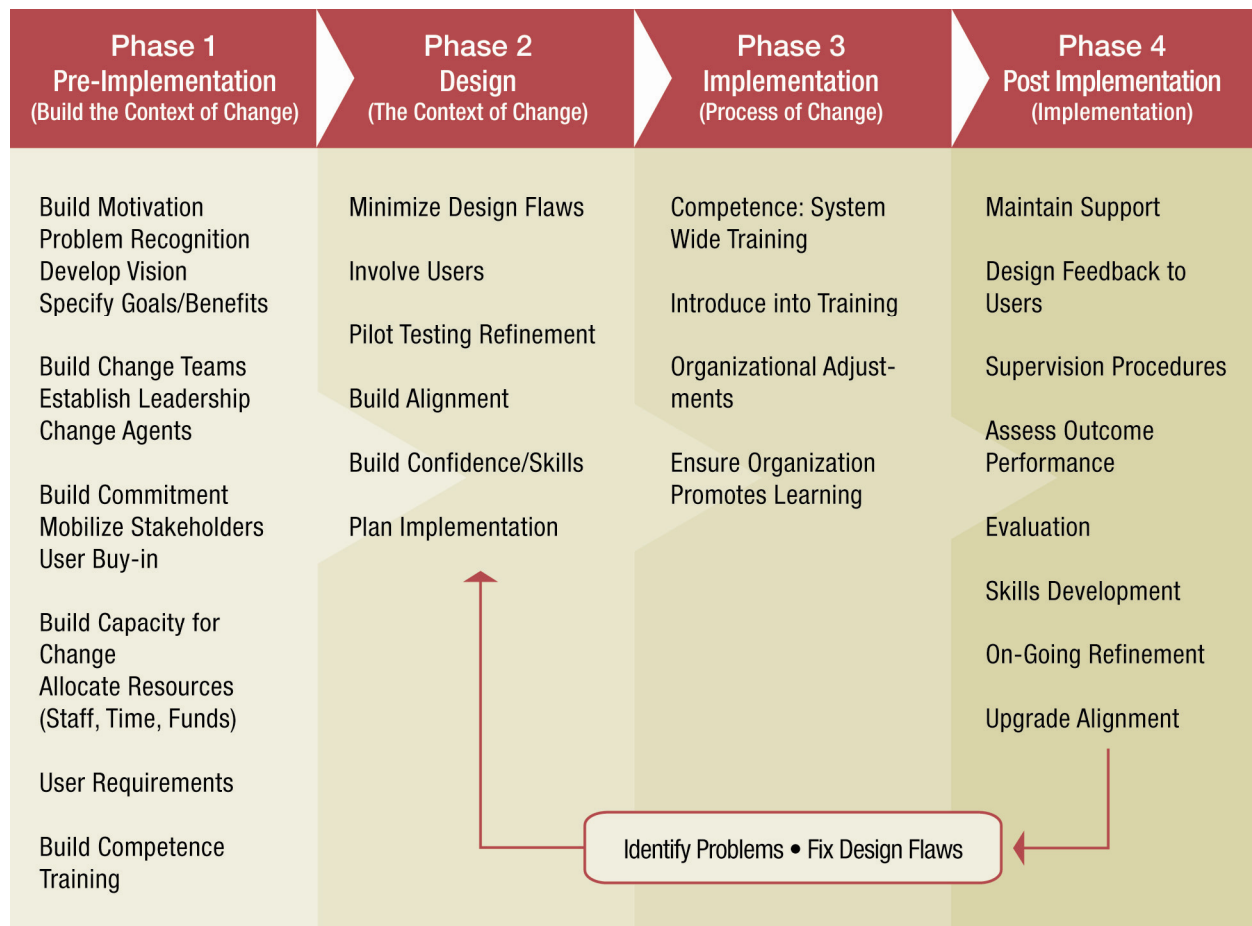 Phase 1
Pre-Implementation
(Build the Context of Change)
Build Motivation
Problem Recognition
Develop Vision
Specify Goals/Benefits
Build Change Teams
Establish Leadership
Change Agents
Build Commitment
Mobilize Stakeholders
User Buy-in
Build Capacity for
Change
Allocate Resources
(Staff, Time, Funds)
User Requirements
Build Competence
Training
Phase 2
Design
(The Context of Change)
Minimize Design Flaws
Involve Users
Pilot Testing Refinement
Build Alignment
Build Confidence/Skills
Plan Implementation
Phase 3
Implementation
(Process of Change)
Competence: System
Wide Training
Introduce into Training
Organizational Adjust-
ments
Ensure Organization
Promotes Learning
Phase 4
Post Implementation
(Implementation)
Maintain Support
Design Feedback to
Users
Supervision Procedures
Assess Outcome
Performance
Evaluation
Skills Development
On-Going Refinement
Upgrade Alignment
Identify Problems • Fix Design Flaws